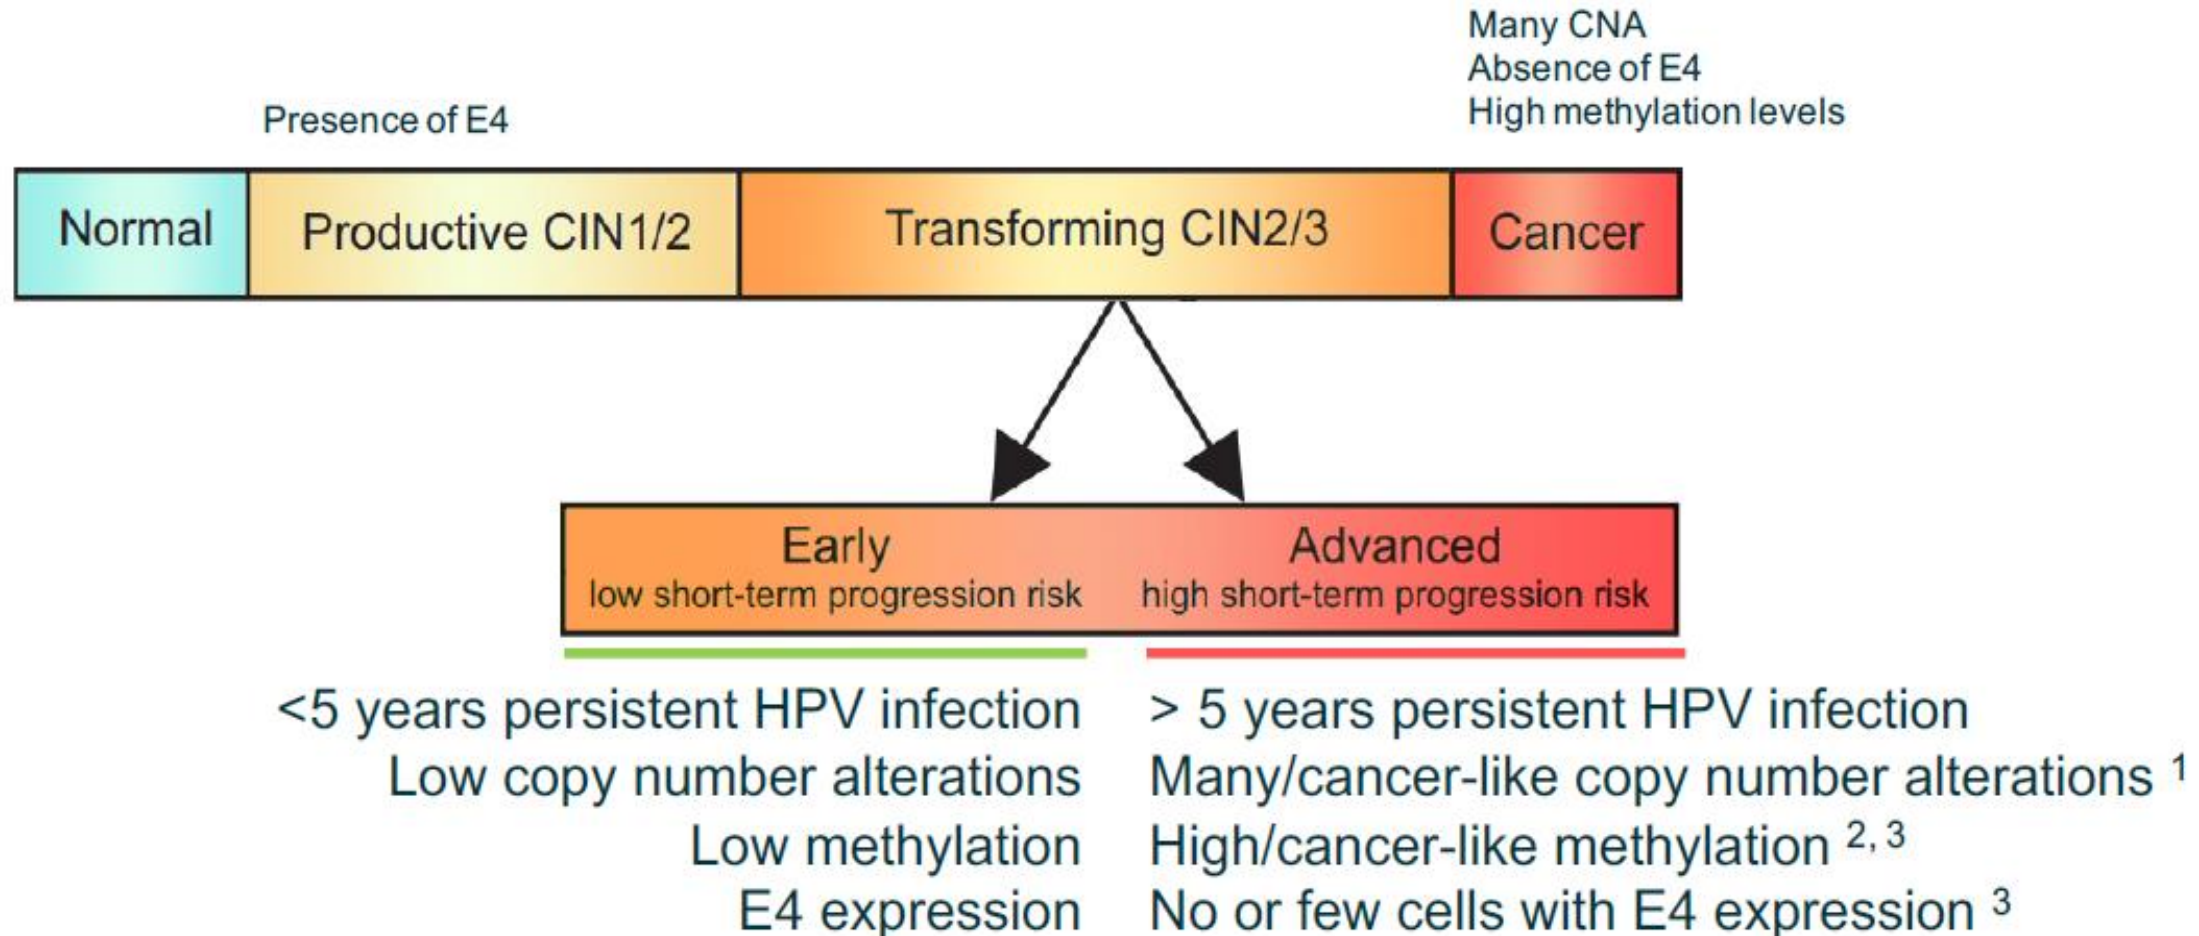 Many CNA
Absence of E4
High methylation levels
Presence of E4
Normal
Productive CIN1/2
Transforming CIN2/3
Cancer
Early
low short-term progression risk
Advanced
high short-term progression risk
<5 years persistent HPV infection
Low copy number alterations
Low methylation
E4 expression
> 5 years persistent HPV infection
Many/cancer-like copy number alterations 1
High/cancer-like methylation 2, 3
No or few cells with E4 expression 3